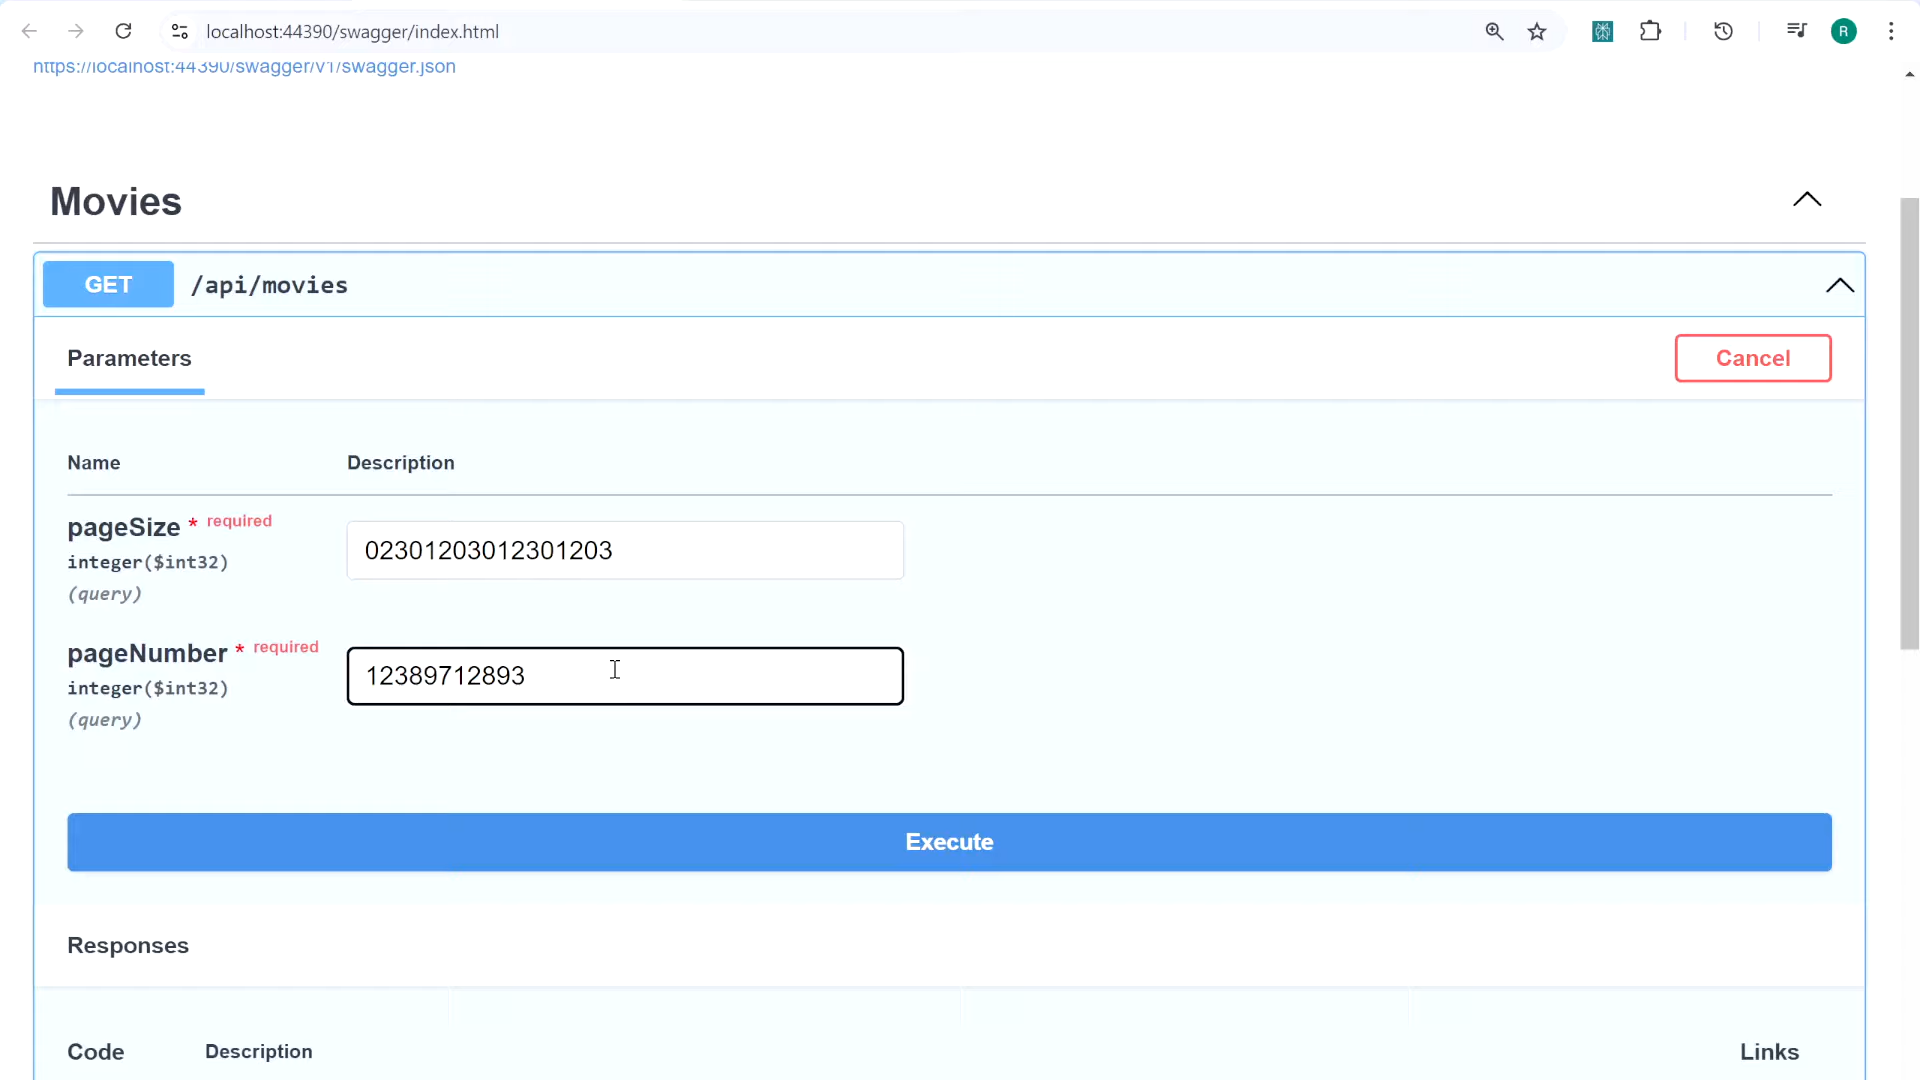 localhost:44390/swagger/index.html
R
https://localhost:44390/swagger/v1/swagger.json
Movies
GET /api/movies
Parameters
Cancel
Name Description
pageSize * required
integer($int32)
(query)
02301203012301203
pageNumber * required
integer($int32)
(query)
12389712893
Execute
Responses
Code Description Links